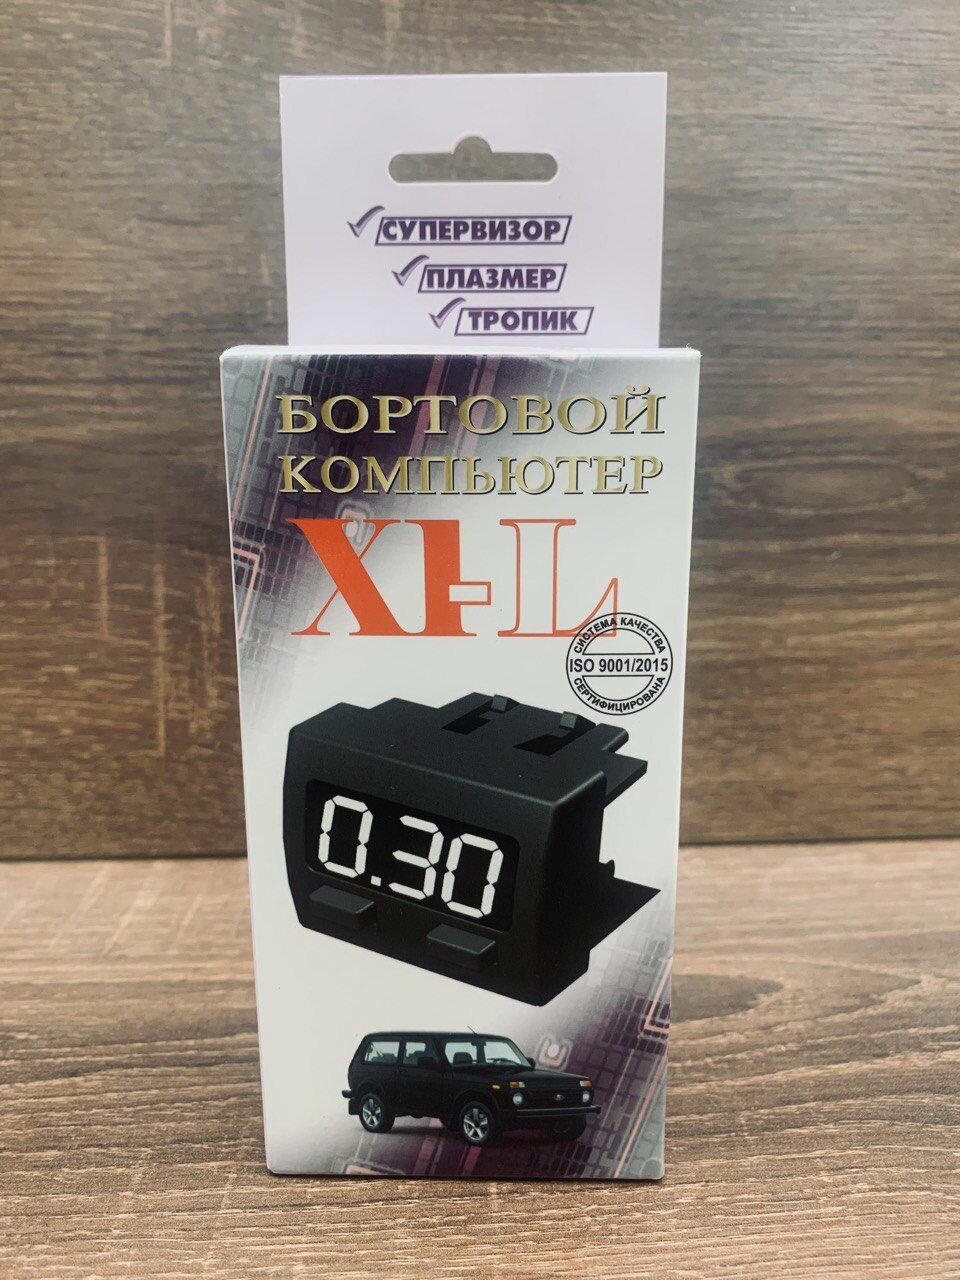 СУПЕРВИЗОР
ПЛАЗМЕР
ТРОПИК
БОРТОВОЙ
КОМПЬЮТЕР
X1-L
СИСТЕМА КАЧЕСТВА
ISO 9001/2015
СЕРТИФИЦИРОВАНА
0.30